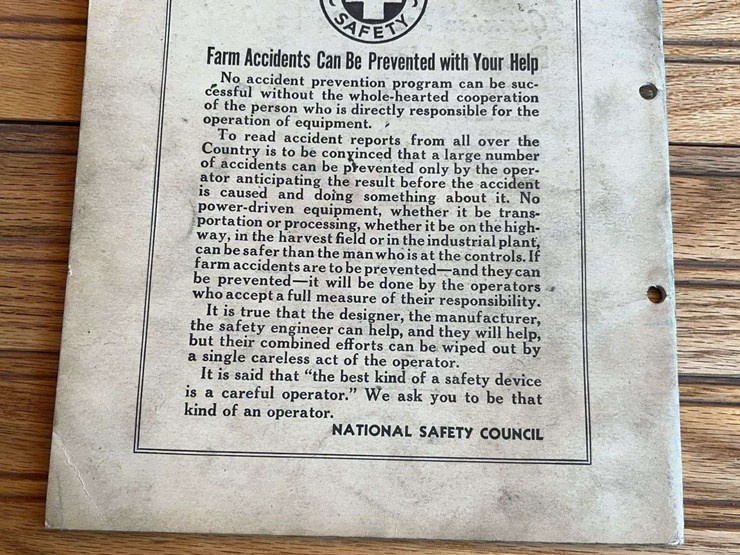 SAFETY
Farm Accidents Can Be Prevented with Your Help
No accident prevention program can be suc-
cessful without the whole-hearted cooperation
of the person who is directly responsible for the
operation of equipment.
To read accident reports from all over the
Country is to be convinced that a large number
of accidents can be prevented only by the oper-
ator anticipating the result before the accident
is caused and doing something about it. No
power-driven equipment, whether it be trans-
portation or processing, whether it be on the high-
way, in the harvest field or in the industrial plant,
can be safer than the man who is at the controls. If
farm accidents are to be prevented—and they can
be prevented—it will be done by the operators
who accept a full measure of their responsibility.
It is true that the designer, the manufacturer,
the safety engineer can help, and they will help,
but their combined efforts can be wiped out by
a single careless act of the operator.
It is said that “the best kind of a safety device
is a careful operator.” We ask you to be that
kind of an operator.
NATIONAL SAFETY COUNCIL